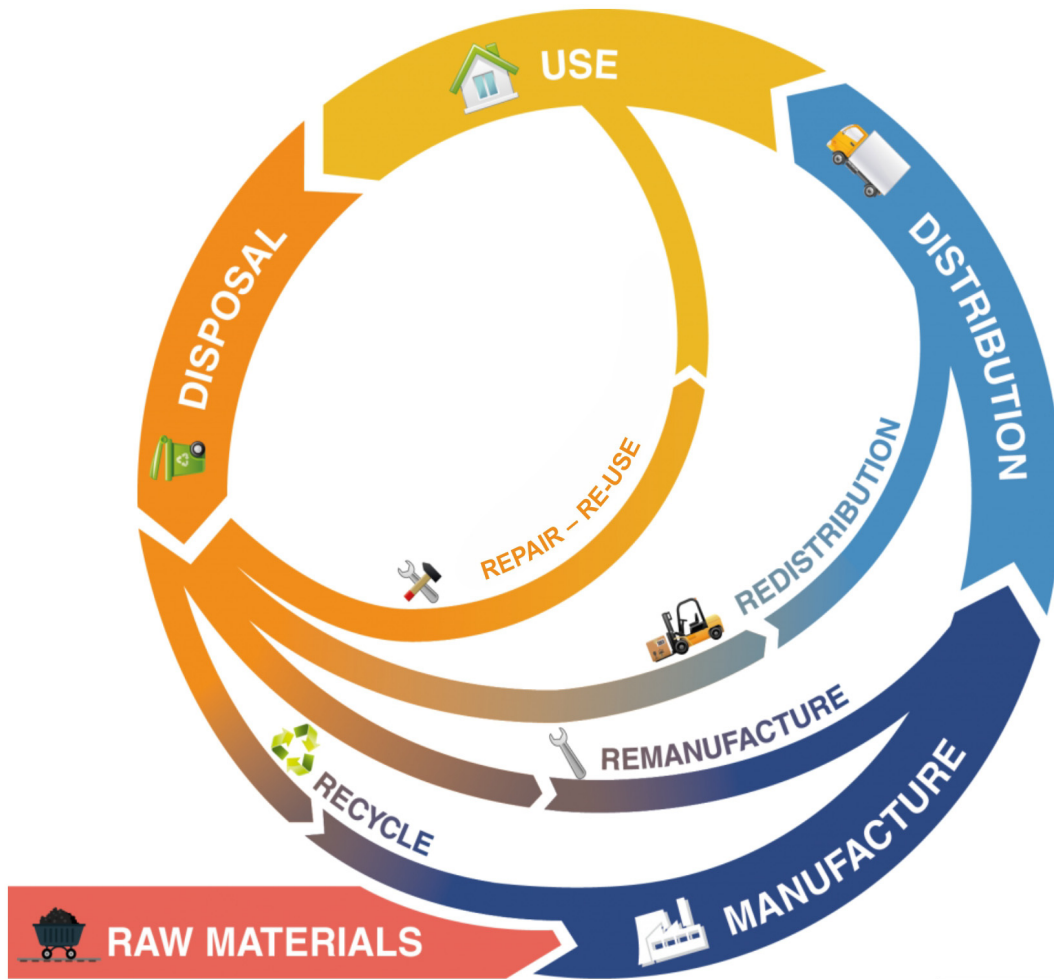 USE
DISTRIBUTION
DISPOSAL
REPAIR – RE-USE
REDISTRIBUTION
REMANUFACTURE
RECYCLE
MANUFACTURE
RAW MATERIALS